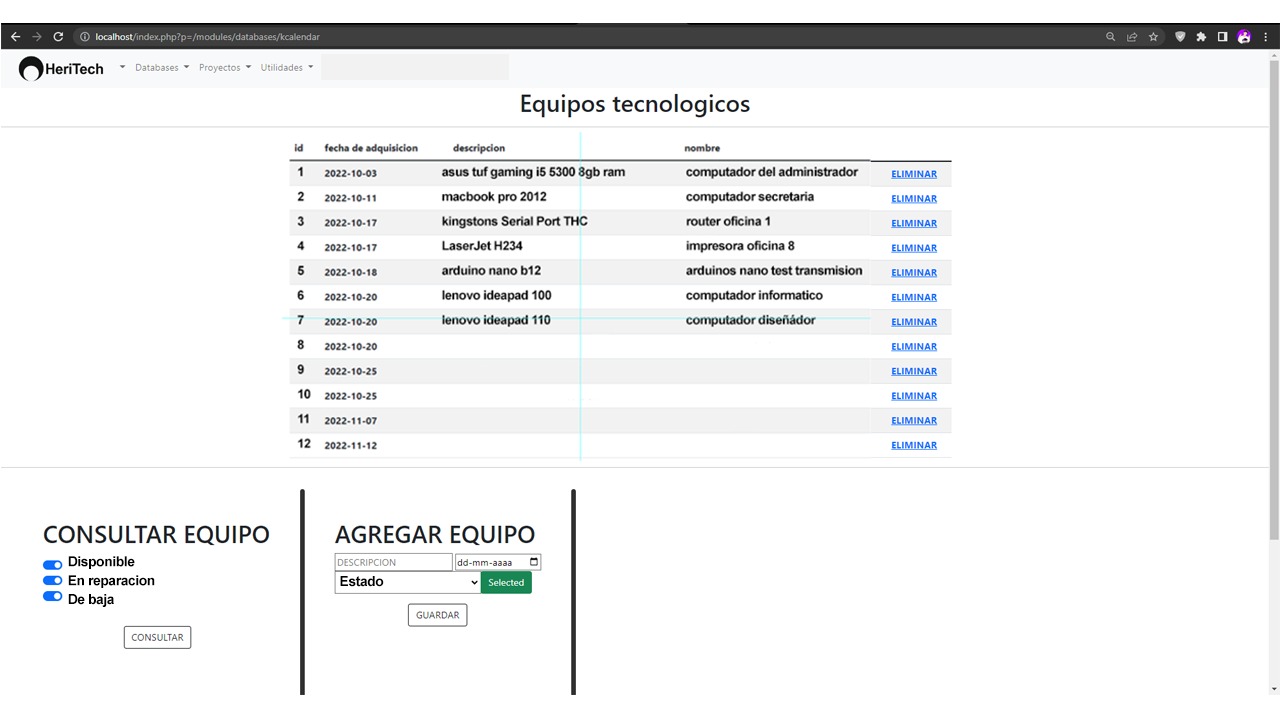 localhost/index.php?p=/modules/databases/kcalendar
HeriTech Databases Proyectos Utilidades
Equipos tecnologicos
id fecha de adquisicion descripcion nombre
1 2022-10-03 asus tuf gaming i5 5300 8gb ram computador del administrador ELIMINAR
2 2022-10-11 macbook pro 2012 computador secretaria ELIMINAR
3 2022-10-17 kingstons Serial Port THC router oficina 1 ELIMINAR
4 2022-10-17 LaserJet H234 impresora oficina 8 ELIMINAR
5 2022-10-18 arduino nano b12 arduinos nano test transmision ELIMINAR
6 2022-10-20 lenovo ideapad 100 computador informatico ELIMINAR
7 2022-10-20 lenovo ideapad 110 computador diseñádor ELIMINAR
8 2022-10-20 ELIMINAR
9 2022-10-25 ELIMINAR
10 2022-10-25 ELIMINAR
11 2022-11-07 ELIMINAR
12 2022-11-12 ELIMINAR
CONSULTAR EQUIPO
Disponible
En reparacion
De baja
CONSULTAR
AGREGAR EQUIPO
DESCRIPCION dd-mm-aaaa
Estado Selected
GUARDAR